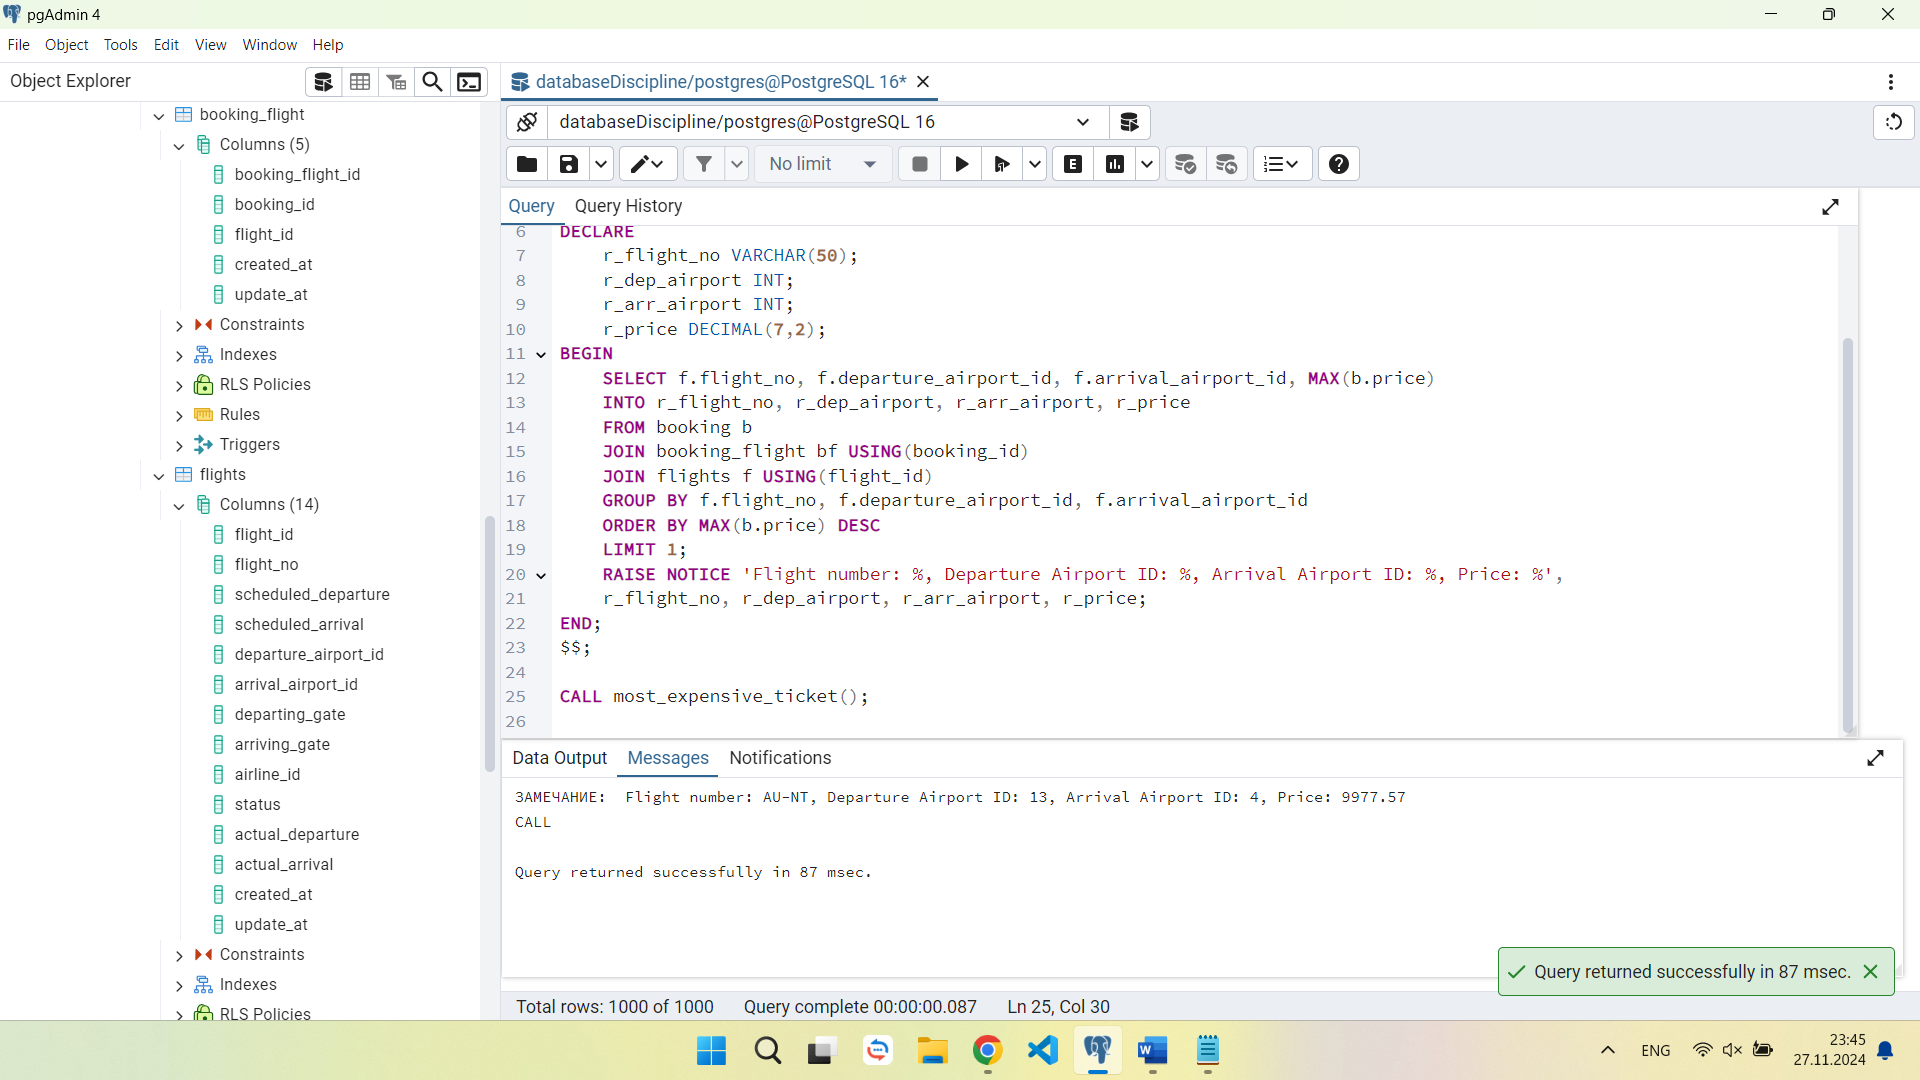 pgAdmin 4
File Object Tools Edit View Window Help
Object Explorer
booking_flight
Columns (5)
booking_flight_id
booking_id
flight_id
created_at
update_at
Constraints
Indexes
RLS Policies
Rules
Triggers
flights
Columns (14)
flight_id
flight_no
scheduled_departure
scheduled_arrival
departure_airport_id
arrival_airport_id
departing_gate
arriving_gate
airline_id
status
actual_departure
actual_arrival
created_at
update_at
Constraints
Indexes
RLS Policies
databaseDiscipline/postgres@PostgreSQL 16*
databaseDiscipline/postgres@PostgreSQL 16
No limit
E
Query Query History
6 DECLARE
7 r_flight_no VARCHAR(50);
8 r_dep_airport INT;
9 r_arr_airport INT;
10 r_price DECIMAL(7,2);
11 BEGIN
12 SELECT f.flight_no, f.departure_airport_id, f.arrival_airport_id, MAX(b.price)
13 INTO r_flight_no, r_dep_airport, r_arr_airport, r_price
14 FROM booking b
15 JOIN booking_flight bf USING(booking_id)
16 JOIN flights f USING(flight_id)
17 GROUP BY f.flight_no, f.departure_airport_id, f.arrival_airport_id
18 ORDER BY MAX(b.price) DESC
19 LIMIT 1;
20 RAISE NOTICE 'Flight number: %, Departure Airport ID: %, Arrival Airport ID: %, Price: %',
21 r_flight_no, r_dep_airport, r_arr_airport, r_price;
22 END;
23 $$;
24
25 CALL most_expensive_ticket();
26
Data Output Messages Notifications
ЗАМЕЧАНИЕ: Flight number: AU-NT, Departure Airport ID: 13, Arrival Airport ID: 4, Price: 9977.57
CALL
Query returned successfully in 87 msec.
Query returned successfully in 87 msec.
Total rows: 1000 of 1000 Query complete 00:00:00.087 Ln 25, Col 30
W
ENG
23:45
27.11.2024